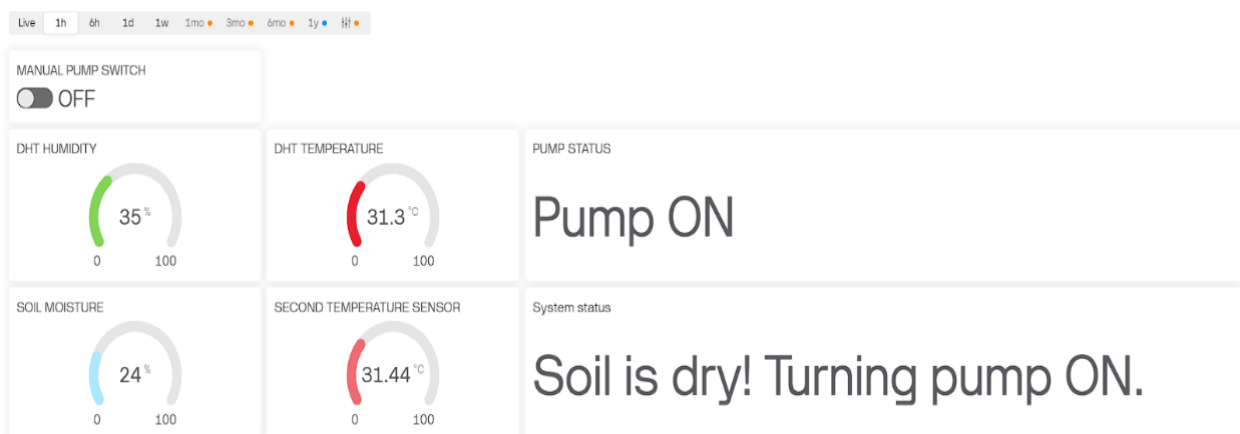 Live 1h 6h 1d 1w 1mo 3mo 6mo 1y
MANUAL PUMP SWITCH
OFF
DHT HUMIDITY
35 %
0 100
DHT TEMPERATURE
31.3 °C
0 100
PUMP STATUS
Pump ON
SOIL MOISTURE
24 %
0 100
SECOND TEMPERATURE SENSOR
31.44 °C
0 100
System status
Soil is dry! Turning pump ON.